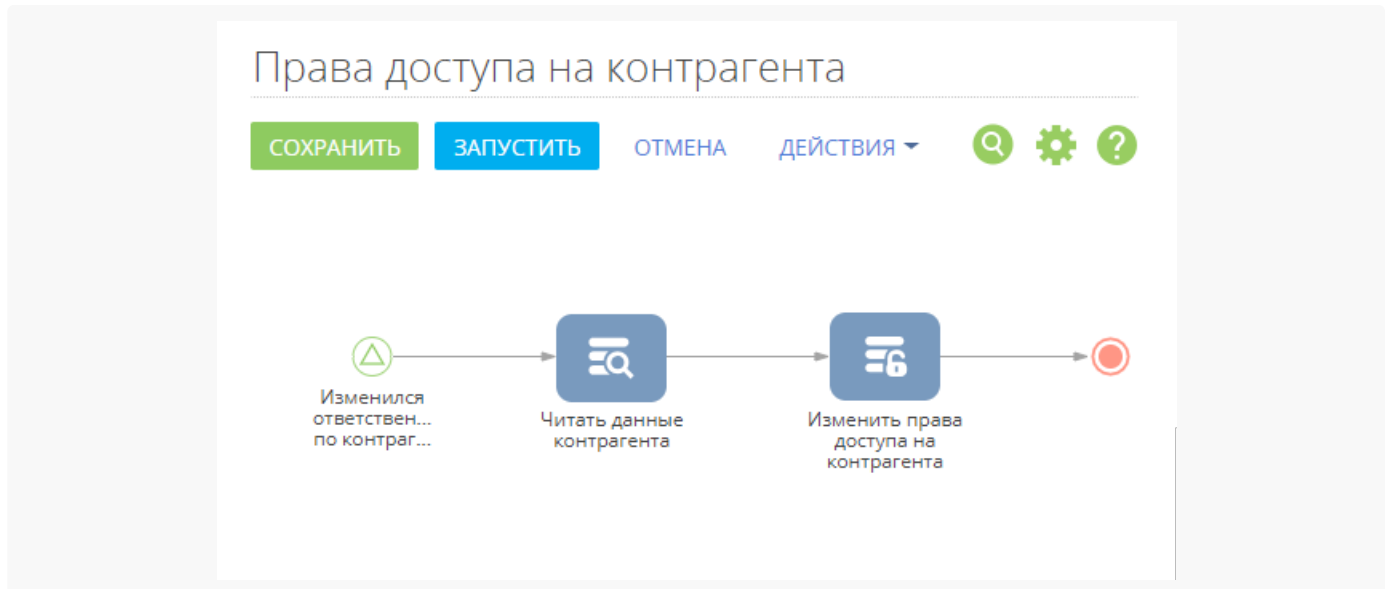 Права доступа на контрагента
СОХРАНИТЬ ЗАПУСТИТЬ ОТМЕНА ДЕЙСТВИЯ
Изменился
ответствен...
по контраг...
Читать данные
контрагента
Изменить права
доступа на
контрагента